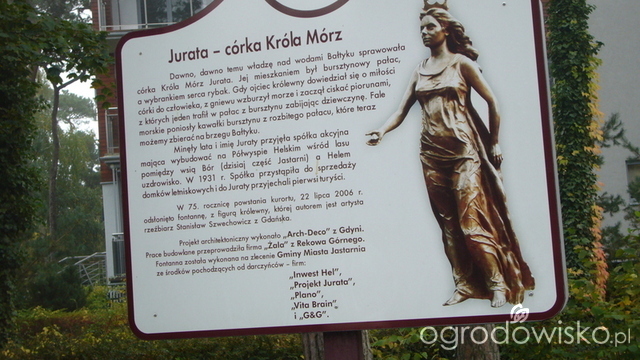 Jurata – córka Króla Mórz
Dawno, dawno temu władzę nad wodami Bałtyku sprawowała
córka Króla Mórz Jurata. Jej mieszkaniem był bursztynowy pałac,
a wybrankiem serca rybak. Gdy ojciec królewny dowiedział się o miłości
córki do człowieka, z gniewu wzburzył morze i zaczął ciskać piorunami,
z których jeden trafił w pałac z bursztynu zabijając dziewczynę. Fale
morskie poniosły kawałki bursztynu z rozbitego pałacu, które teraz
możemy zbierać na brzegu Bałtyku.
Minęły lata i imię Juraty przyjęła spółka akcyjna
mająca wybudować na Półwyspie Helskim wśród lasu
pomiędzy wsią Bór (dzisiaj część Jastarni) a Helem
uzdrowisko. W 1931 r. Spółka przystąpiła do sprzedaży
domków letniskowych i do Juraty przyjechali pierwsi turyści.
W 75. rocznicę powstania kurortu, 22 lipca 2006 r.
odsłonięto fontannę, z figurą królewny, której autorem jest artysta
rzeźbiarz Stanisław Szwechowicz z Gdańska.
Projekt architektoniczny wykonało „Arch-Deco" z Gdyni.
Prace budowlane przeprowadziła firma „Żala" z Rekowa Górnego.
Fontanna została wykonana na zlecenie Gminy Miasta Jastarnia
ze środków pochodzących od darczyńców – firm:
„Inwest Hel",
„Projekt Jurata",
„Plano",
„Vita Brain",
i „G&G".
ogrodowisko.pl